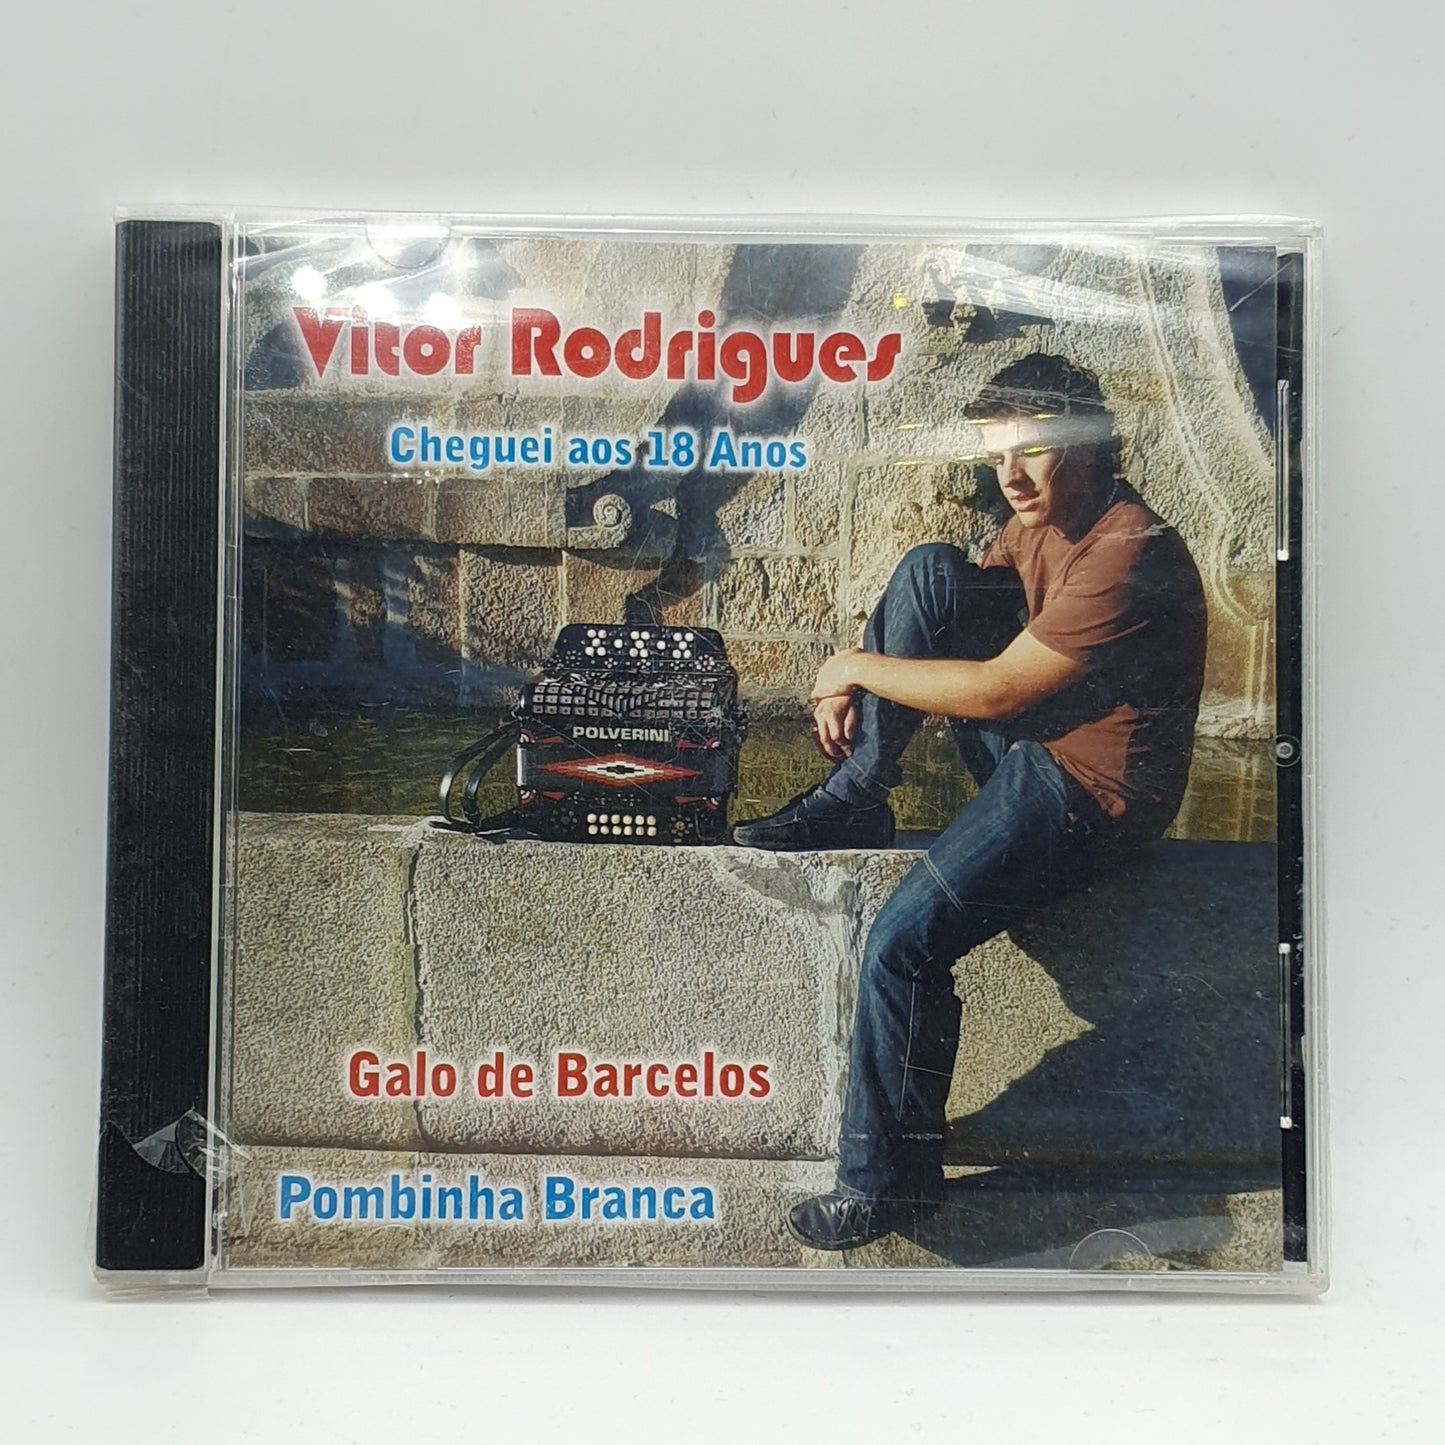 Vitor Rodrigues
Cheguei aos 18 Anos
POLVERINI
Galo de Barcelos
Pombinha Branca